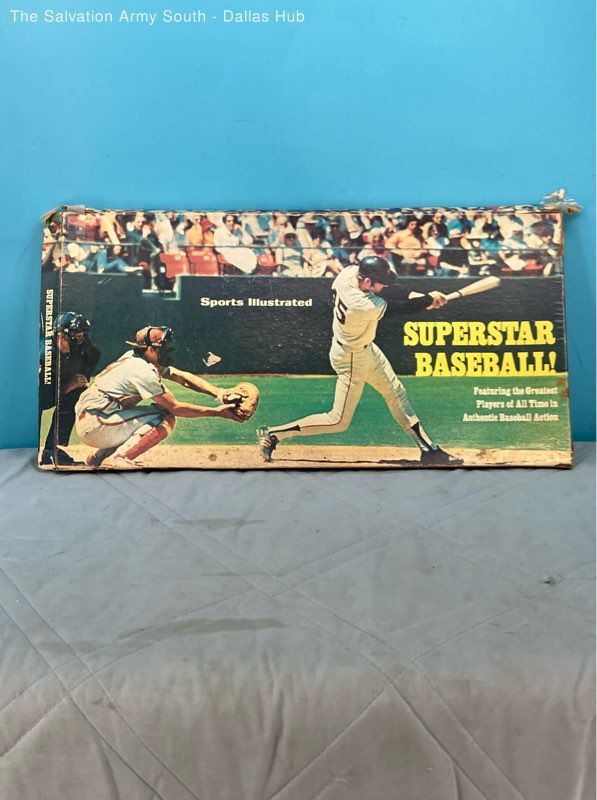 The Salvation Army South - Dallas Hub
SUPERSTAR BASEBALL!
Sports Illustrated
SUPERSTAR
BASEBALL!
Featuring the Greatest
Players of All Time in
Authentic Baseball Action